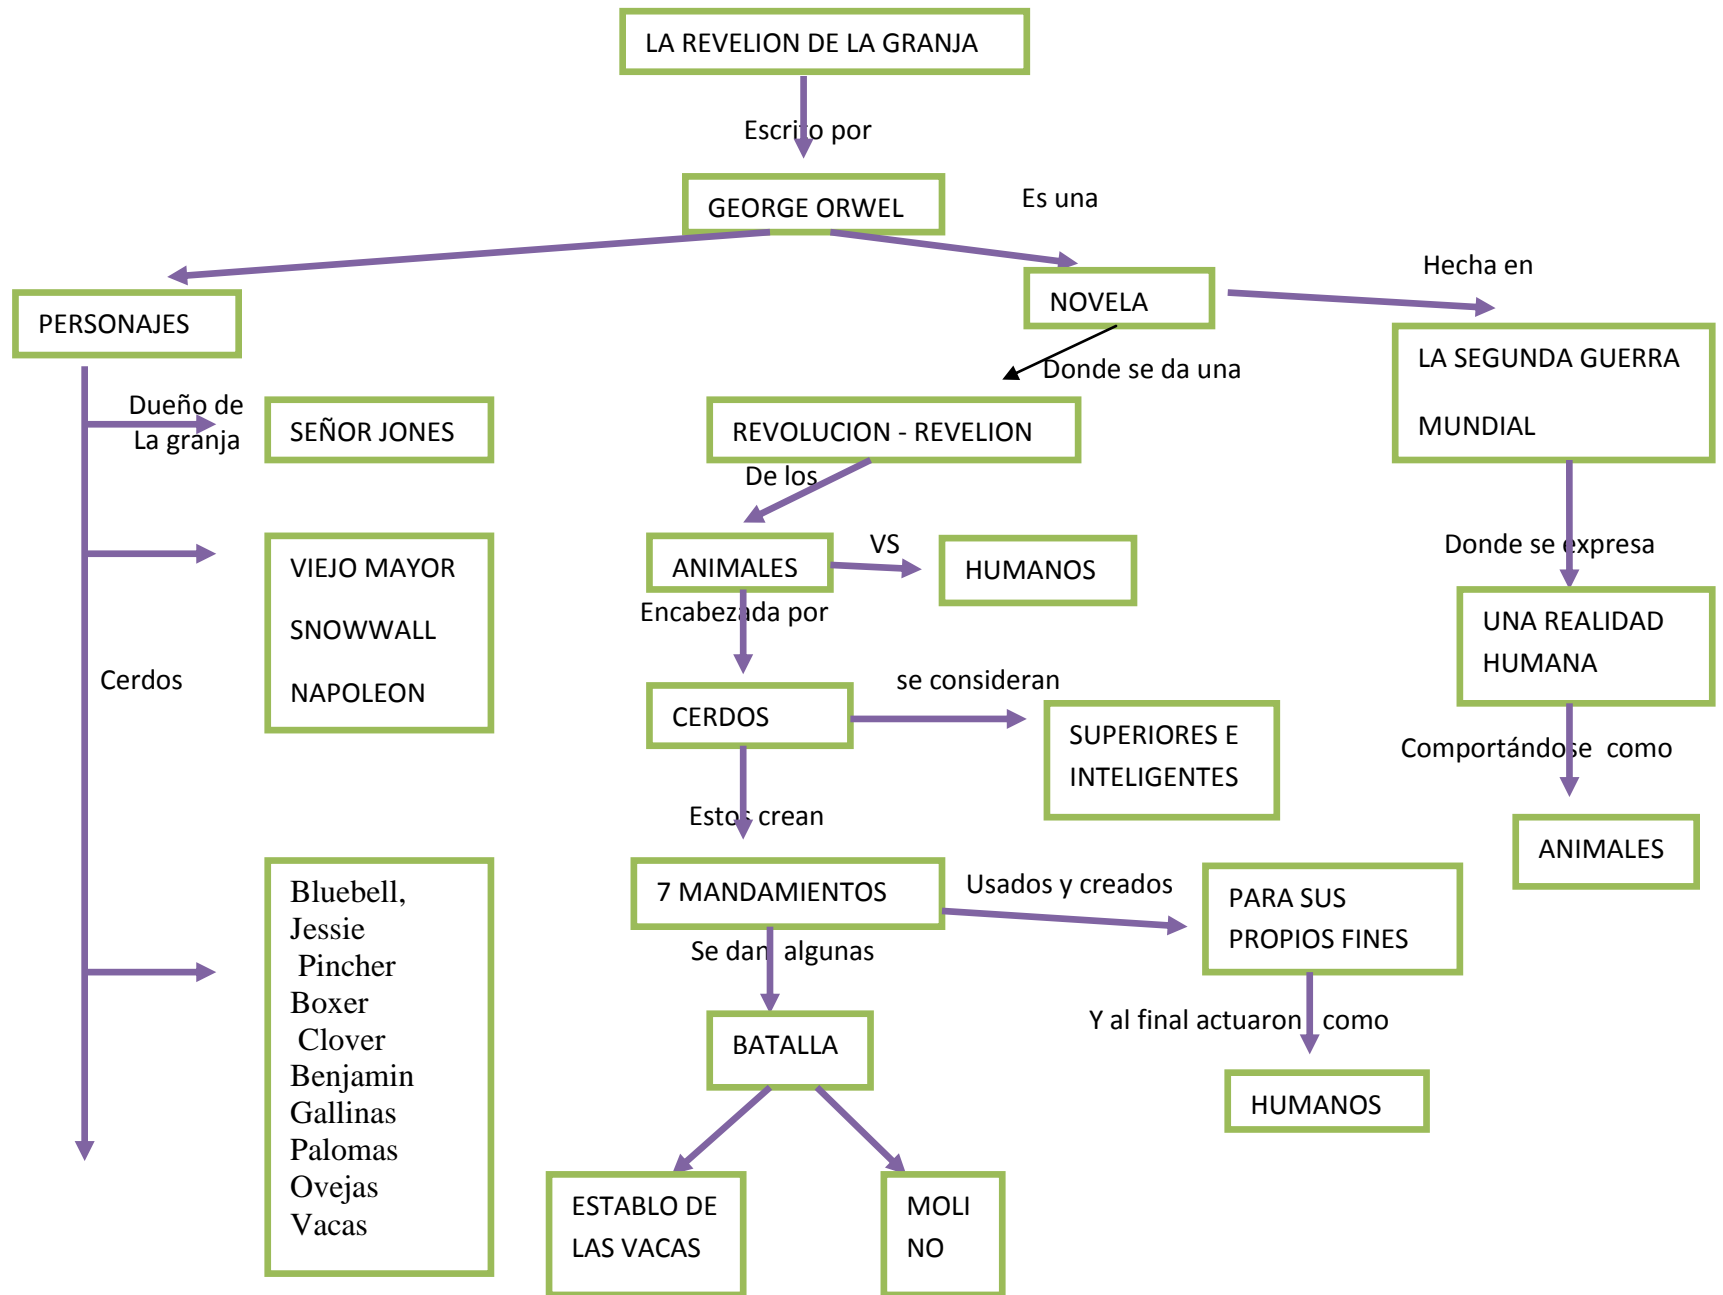 LA REVELION DE LA GRANJA
Escrito por
GEORGE ORWEL
Es una
PERSONAJES
NOVELA
Hecha en
LA SEGUNDA GUERRA
MUNDIAL
Donde se da una
Dueño de
La granja
SEÑOR JONES
REVOLUCION - REVELION
De los
VIEJO MAYOR
SNOWWALL
NAPOLEON
Cerdos
ANIMALES
VS
HUMANOS
Donde se expresa
Encabezada por
UNA REALIDAD
HUMANA
CERDOS
se consideran
SUPERIORES E
INTELIGENTES
Comportándose  como
Estos crean
ANIMALES
Bluebell,
Jessie
Pincher
Boxer
Clover
Benjamin
Gallinas
Palomas
Ovejas
Vacas
7 MANDAMIENTOS
Usados y creados
PARA SUS
PROPIOS FINES
Se dan  algunas
Y al final actuaron  como
BATALLA
HUMANOS
ESTABLO DE
LAS VACAS
MOLI
NO